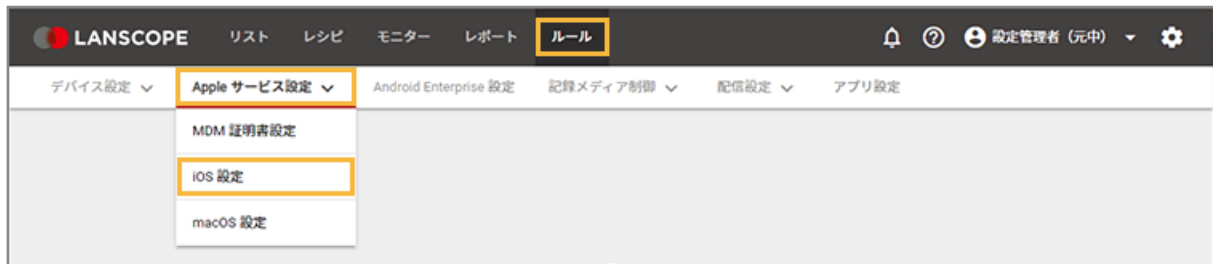 LANSCOPE リスト レシピ モニター レポート ルール 設定管理者（元中）
デバイス設定 Apple サービス設定 Android Enterprise 設定 記録メディア制御 配信設定 アプリ設定
MDM 証明書設定
iOS 設定
macOS 設定